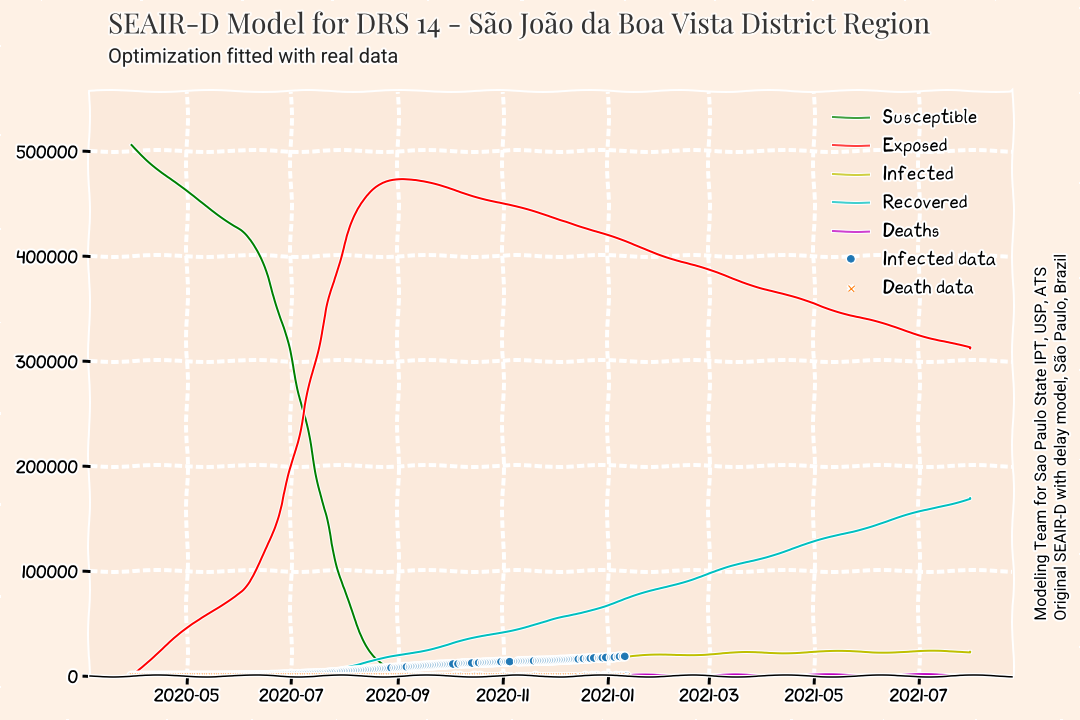 SEAIR-D Model for DRS 14 - São João da Boa Vista District Region
Optimization fitted with real data
Susceptible
Exposed
Infected
Recovered
Deaths
Infected data
Death data
500000
400000
300000
200000
100000
0
2020-05
2020-07
2020-09
2020-11
2021-01
2021-03
2021-05
2021-07
Modeling Team for Sao Paulo State IPT, USP, ATS
Original SEAIR-D with delay model, São Paulo, Brazil